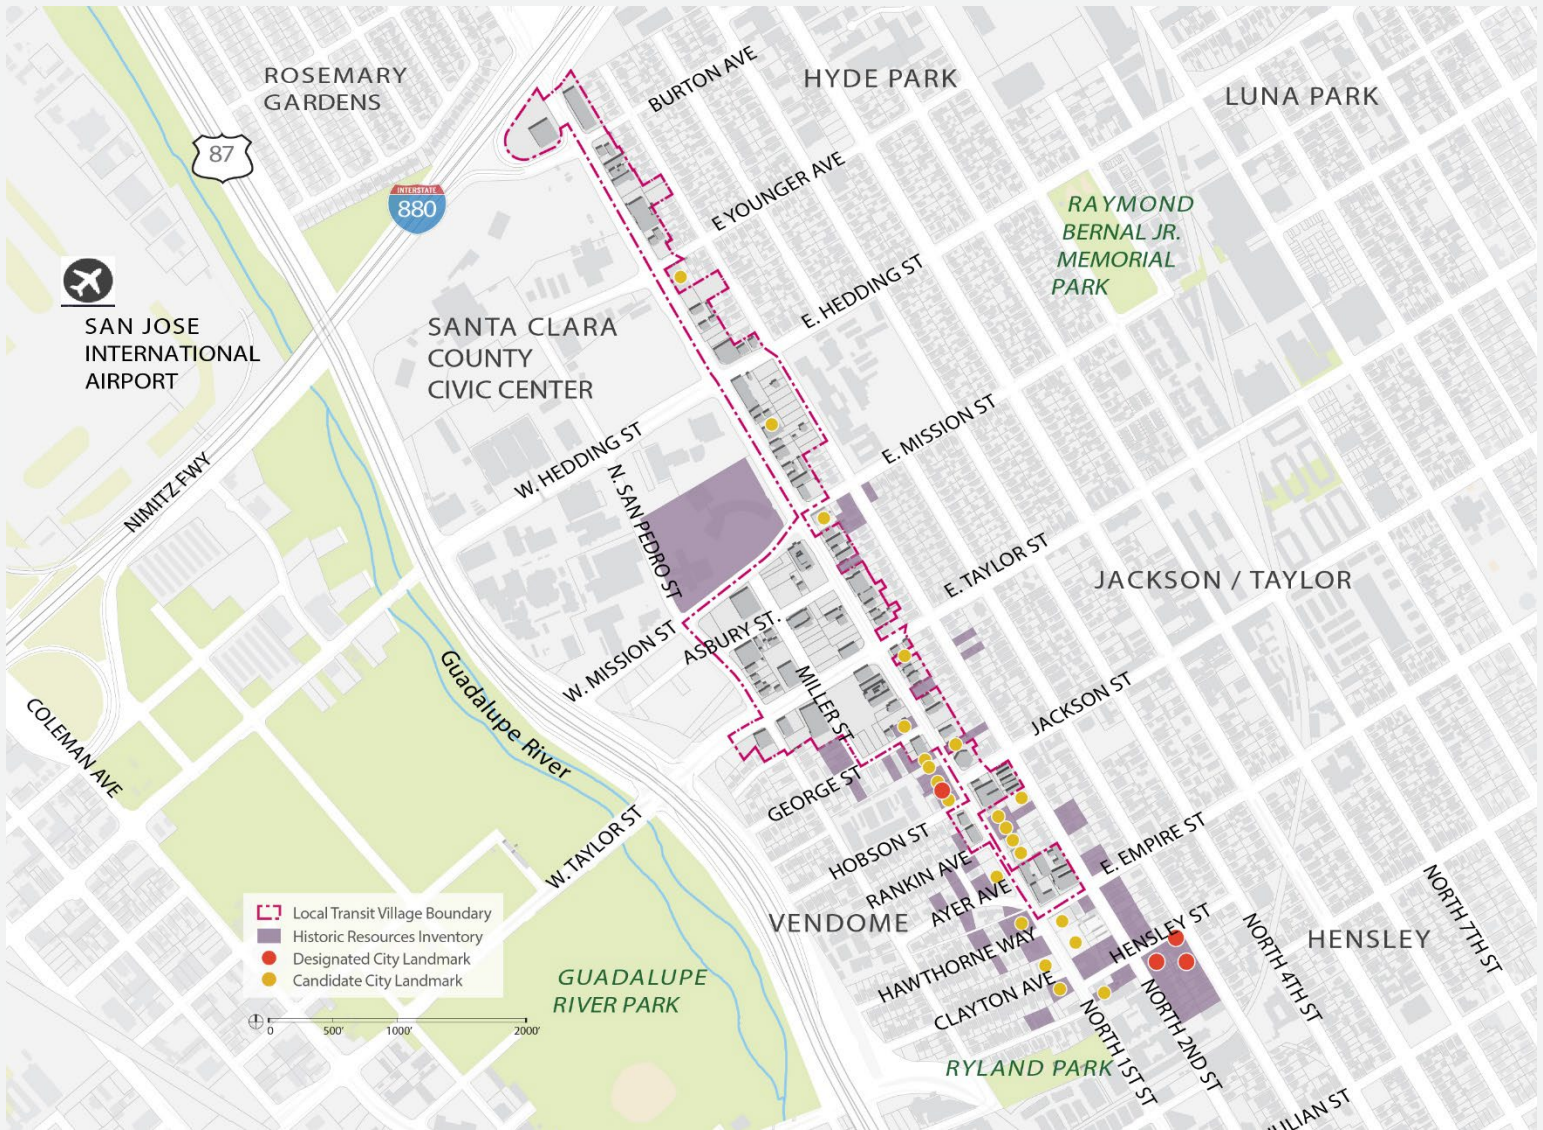 ROSEMARY
GARDENS
BURTON AVE
HYDE PARK
LUNA PARK
87
INTERSTATE
880
E YOUNGER AVE
RAYMOND
BERNAL JR.
MEMORIAL
PARK
SAN JOSE
INTERNATIONAL
AIRPORT
SANTA CLARA
COUNTY
CIVIC CENTER
E. HEDDING ST
W. HEDDING ST
E. MISSION ST
NIMITZ FWY
N. SAN PEDRO ST
E. TAYLOR ST
JACKSON / TAYLOR
W. MISSION ST
ASBURY ST.
MILLER ST
JACKSON ST
Guadalupe River
COLEMAN AVE
GEORGE ST
W. TAYLOR ST
HOBSON ST
RANKIN AVE
AYER AVE
E. EMPIRE ST
VENDOME
HAWTHORNE WAY
HENSLEY ST
CLAYTON AVE
NORTH 7TH ST
NORTH 4TH ST
HENSLEY
NORTH 2ND ST
NORTH 1ST ST
Local Transit Village Boundary
Historic Resources Inventory
Designated City Landmark
Candidate City Landmark
0 500' 1000' 2000'
GUADALUPE
RIVER PARK
RYLAND PARK